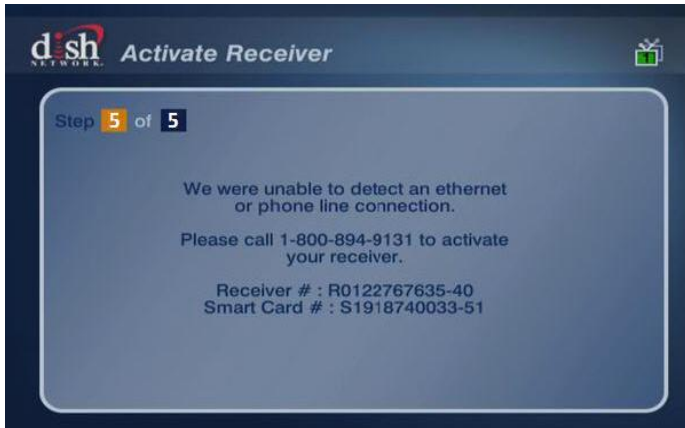 dish
NETWORK.
Activate Receiver
1
Step 5 of 5
We were unable to detect an ethernet
or phone line connection.
Please call 1-800-894-9131 to activate
your receiver.
Receiver # : R0122767635-40
Smart Card # : S1918740033-51